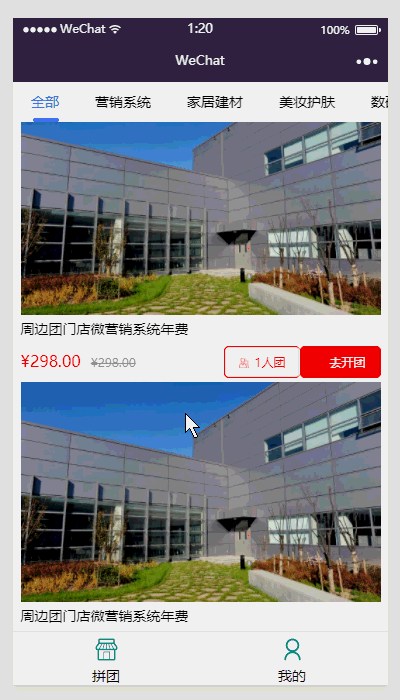 WeChat 1:20 100%
WeChat
全部 营销系统 家居建材 美妆护肤 数
周边团门店微营销系统年费
¥298.00 ¥298.00 1人团 去开团
周边团门店微营销系统年费
拼团 我的